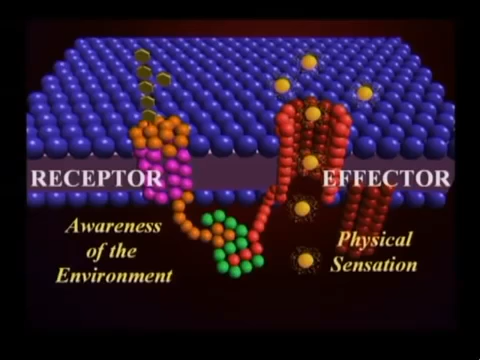 RECEPTOR
EFFECTOR
Awareness
of the
Environment
Physical
Sensation